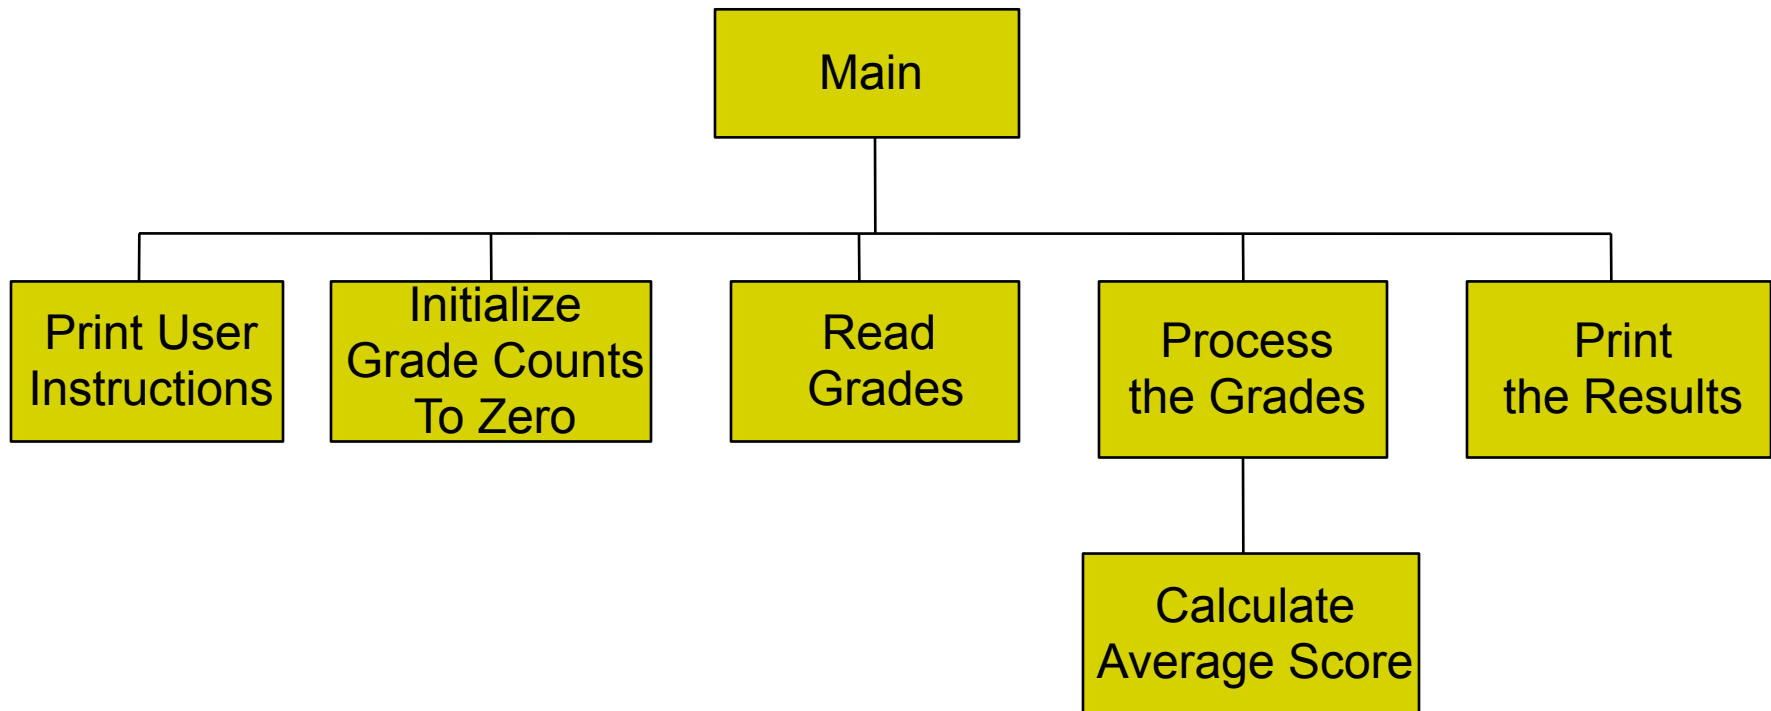 Main
Print User
Instructions
Initialize
Grade Counts
To Zero
Read
Grades
Process
the Grades
Print
the Results
Calculate
Average Score